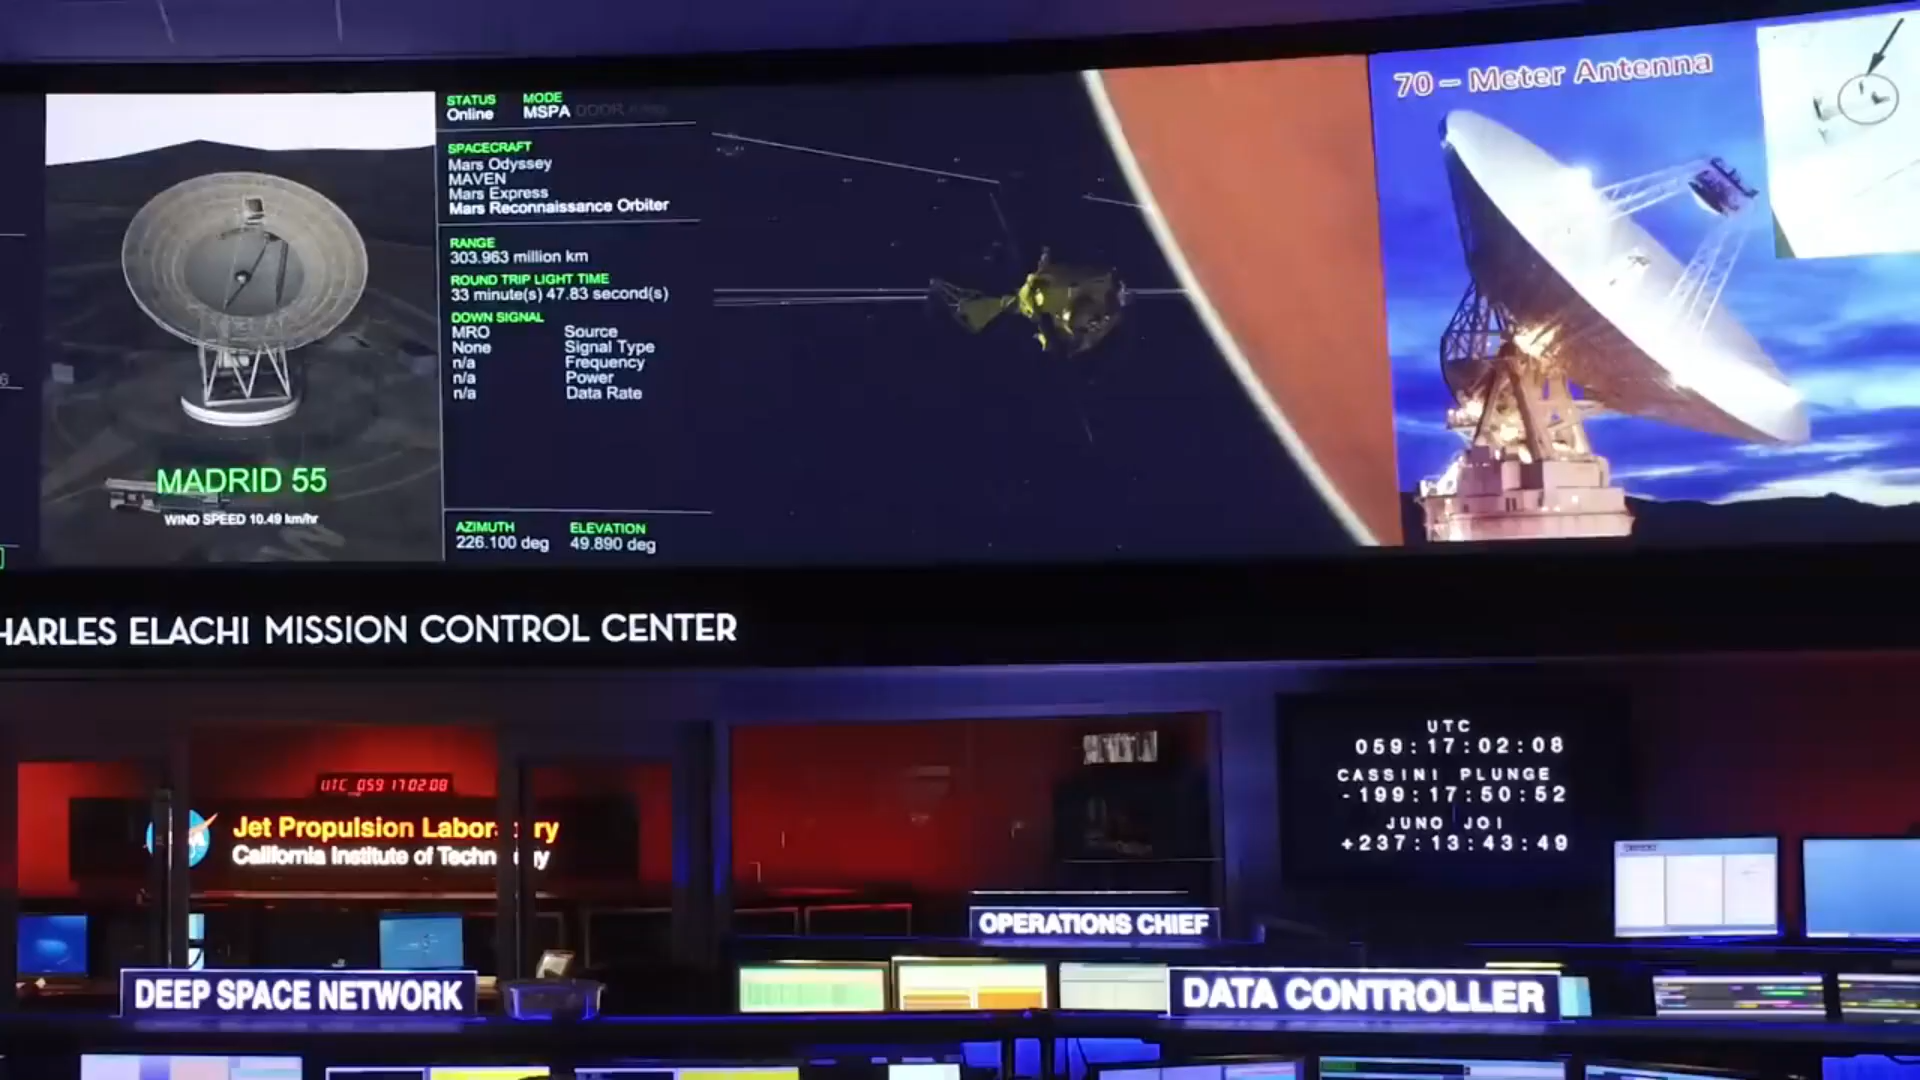 STATUS MODE
Online MSPA DDOR
SPACECRAFT
Mars Odyssey
MAVEN
Mars Express
Mars Reconnaissance Orbiter
RANGE
303.963 million km
ROUND TRIP LIGHT TIME
33 minute(s) 47.83 second(s)
DOWN SIGNAL
MRO Source
None Signal Type
n/a Frequency
n/a Power
n/a Data Rate
AZIMUTH ELEVATION
226.100 deg 49.890 deg
MADRID 55
WIND SPEED 10.49 km/hr
70 – Meter Antenna
HARLES ELACHI MISSION CONTROL CENTER
UTC 059 17 02 08
Jet Propulsion Labor ry
California Institute of Techn gy
UTC
059:17:02:08
CASSINI PLUNGE
-199:17:50:52
JUNO JOI
+237:13:43:49
OPERATIONS CHIEF
DEEP SPACE NETWORK
DATA CONTROLLER